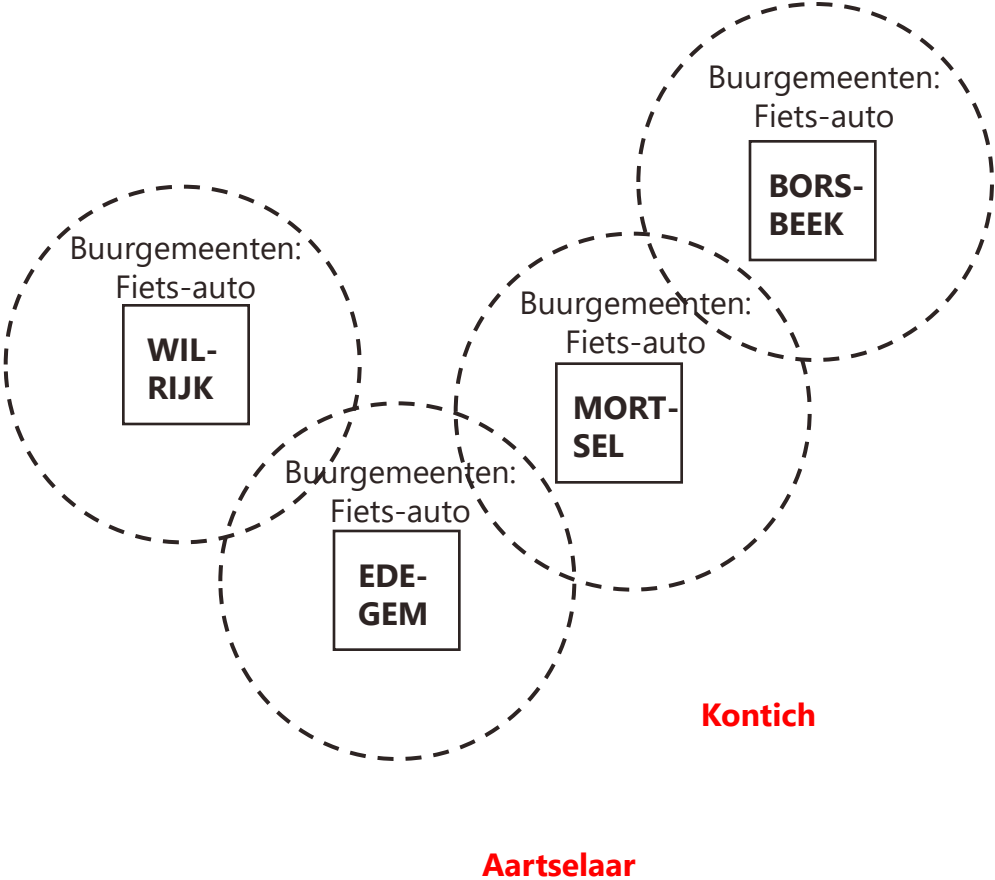 Buurgemeenten:
Fiets-auto
BORS-
BEEK
Buurgemeenten:
Fiets-auto
WIL-
RIJK
Buurgemeenten:
Fiets-auto
MORT-
SEL
Buurgemeenten:
Fiets-auto
EDE-
GEM
Kontich
Aartselaar